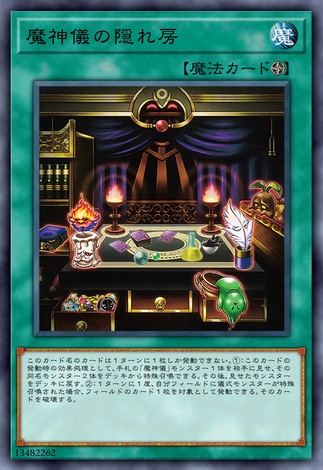 魔神儀の隠れ房
魔
【魔法カード】
このカード名のカードは1ターンに1枚しか発動できない。①:このカード
の発動時の効果処理として、手札の「魔神儀」モンスター1体を相手に見せ、その
同名モンスター2体をデッキから特殊召喚できる。その後、見せたモンスター
をデッキに戻す。②:1ターンに1度、自分フィールドに儀式モンスターが特殊
召喚された場合、フィールドのカード1枚を対象として発動できる。そのカー
ドを破壊する。
13482262